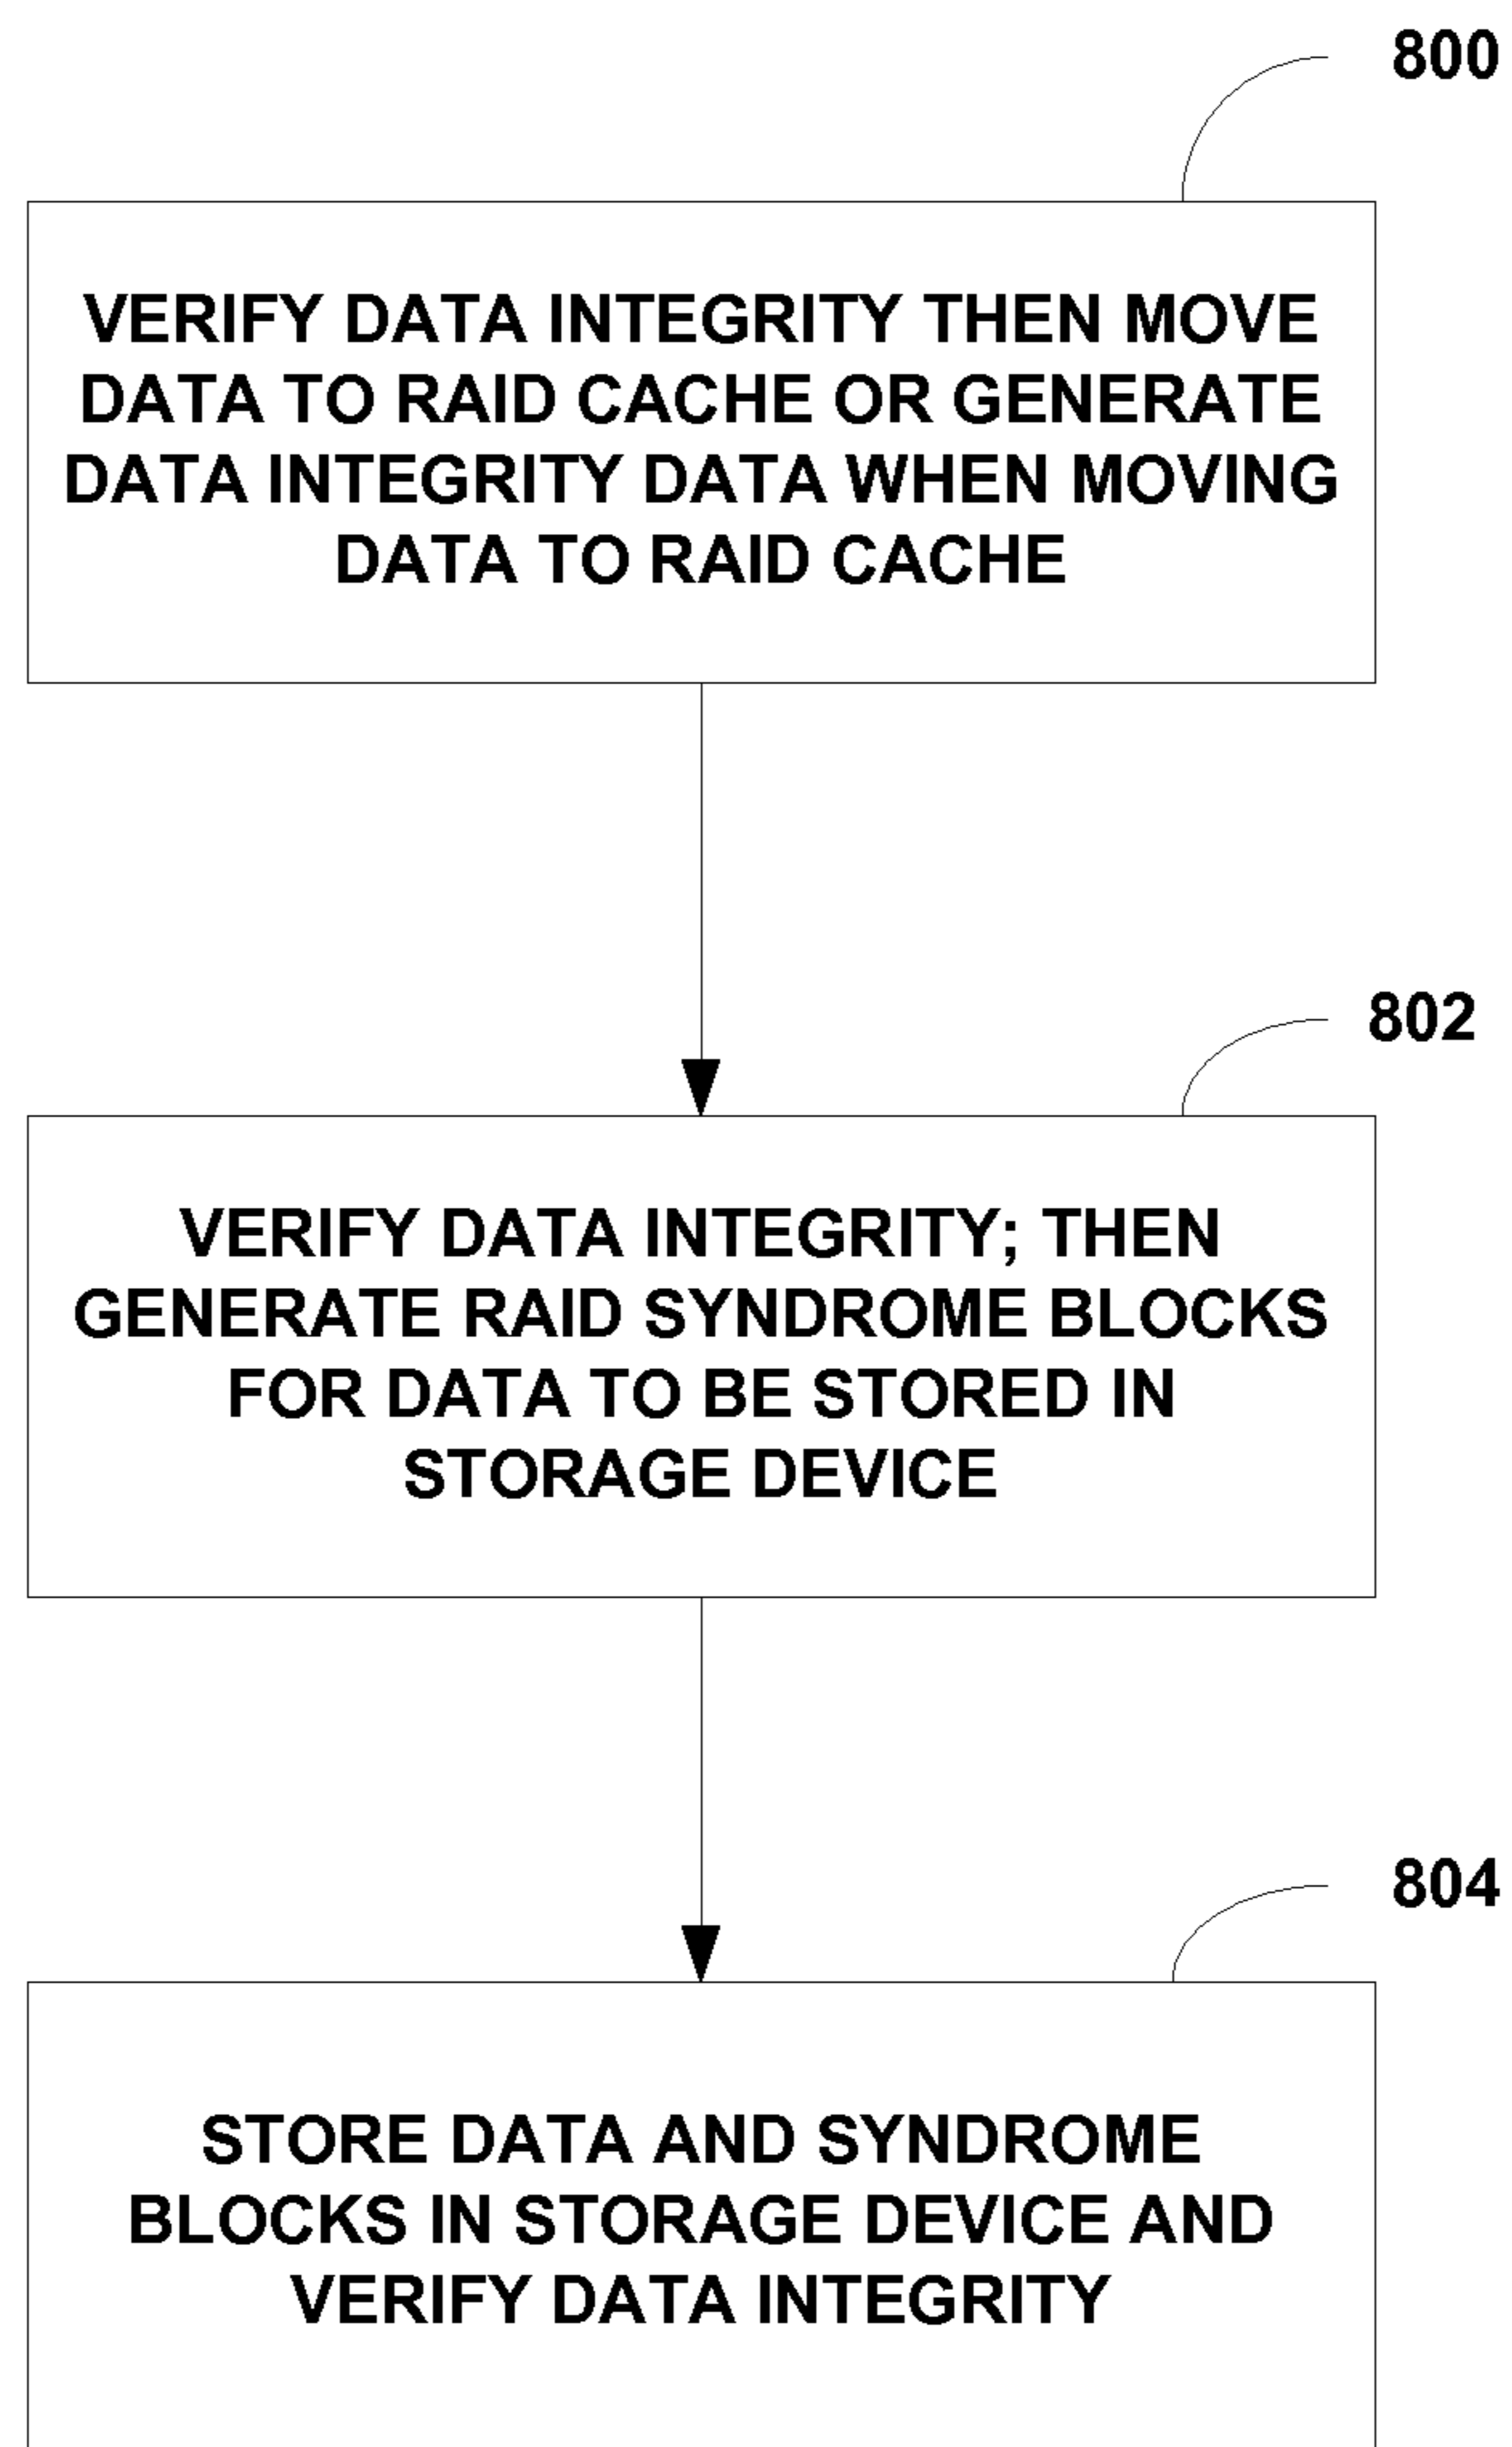 800
VERIFY DATA INTEGRITY THEN MOVE
DATA TO RAID CACHE OR GENERATE
DATA INTEGRITY DATA WHEN MOVING
DATA TO RAID CACHE
802
VERIFY DATA INTEGRITY; THEN
GENERATE RAID SYNDROME BLOCKS
FOR DATA TO BE STORED IN
STORAGE DEVICE
804
STORE DATA AND SYNDROME
BLOCKS IN STORAGE DEVICE AND
VERIFY DATA INTEGRITY